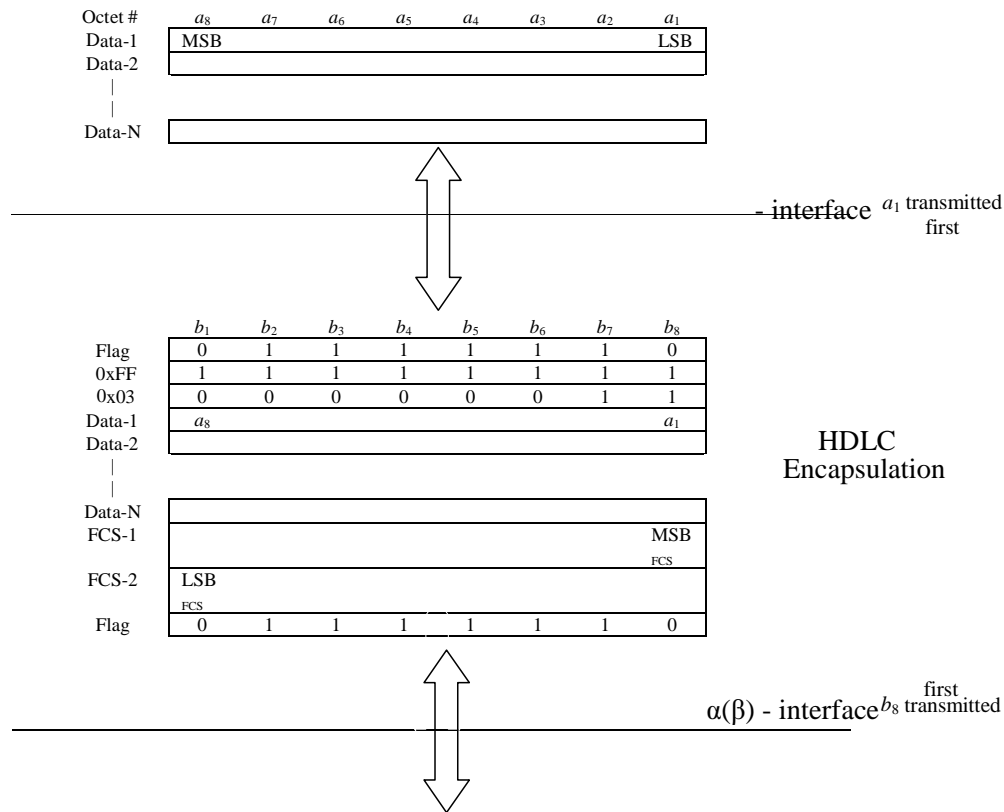 Octet # a8 a7 a6 a5 a4 a3 a2 a1
Data-1 MSB LSB
Data-2
|
|
Data-N
- interface a1 transmitted
first
b1 b2 b3 b4 b5 b6 b7 b8
Flag 0 1 1 1 1 1 1 0
0xFF 1 1 1 1 1 1 1 1
0x03 0 0 0 0 0 0 1 1
Data-1 a8 a1
Data-2
HDLC
Encapsulation
|
|
Data-N
FCS-1 MSB
FCS
FCS-2 LSB
FCS
Flag 0 1 1 1 1 1 1 0
first
α(β) - interface b8 transmitted